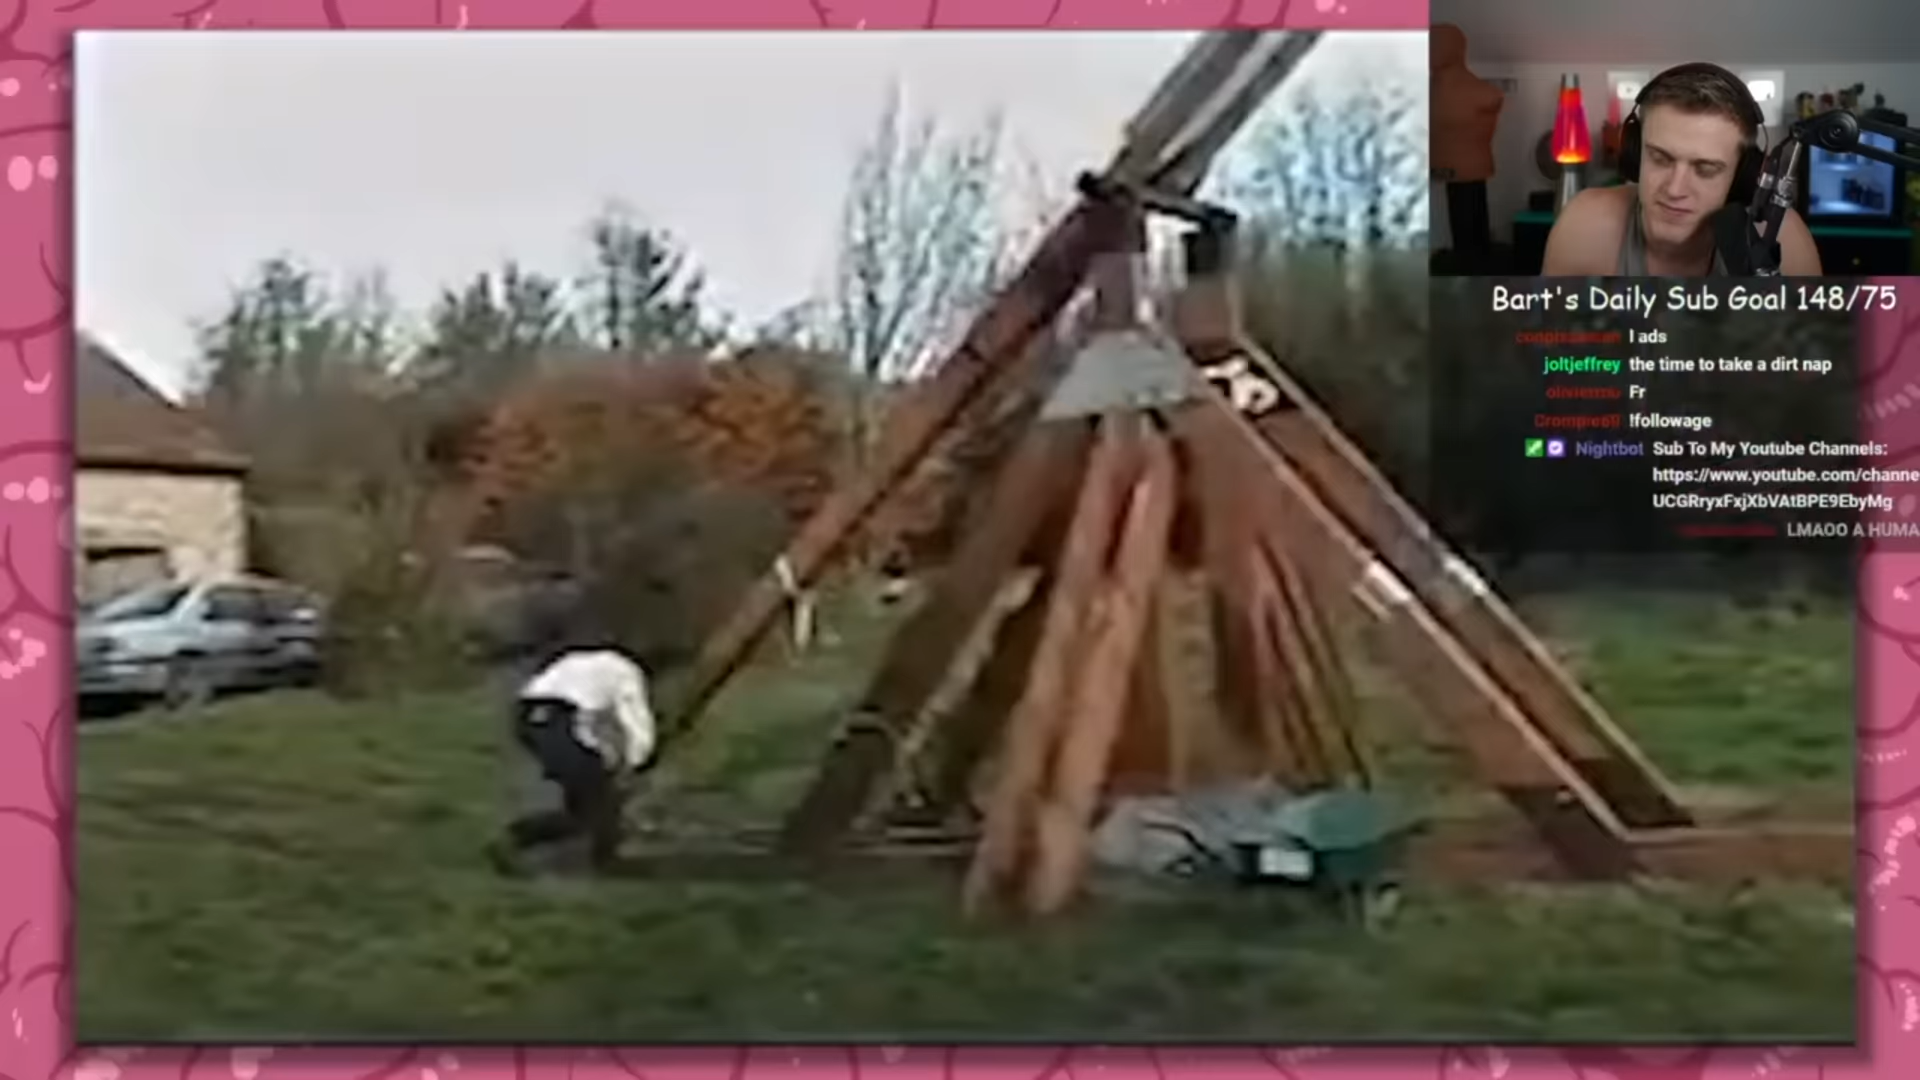 Bart's Daily Sub Goal 148/75
l ads
joltjeffrey the time to take a dirt nap
Fr
!followage
Nightbot Sub To My Youtube Channels:
https://www.youtube.com/channe
UCGRryxFxjXbVAtBPE9EbyMg
LMAOO A HUMA